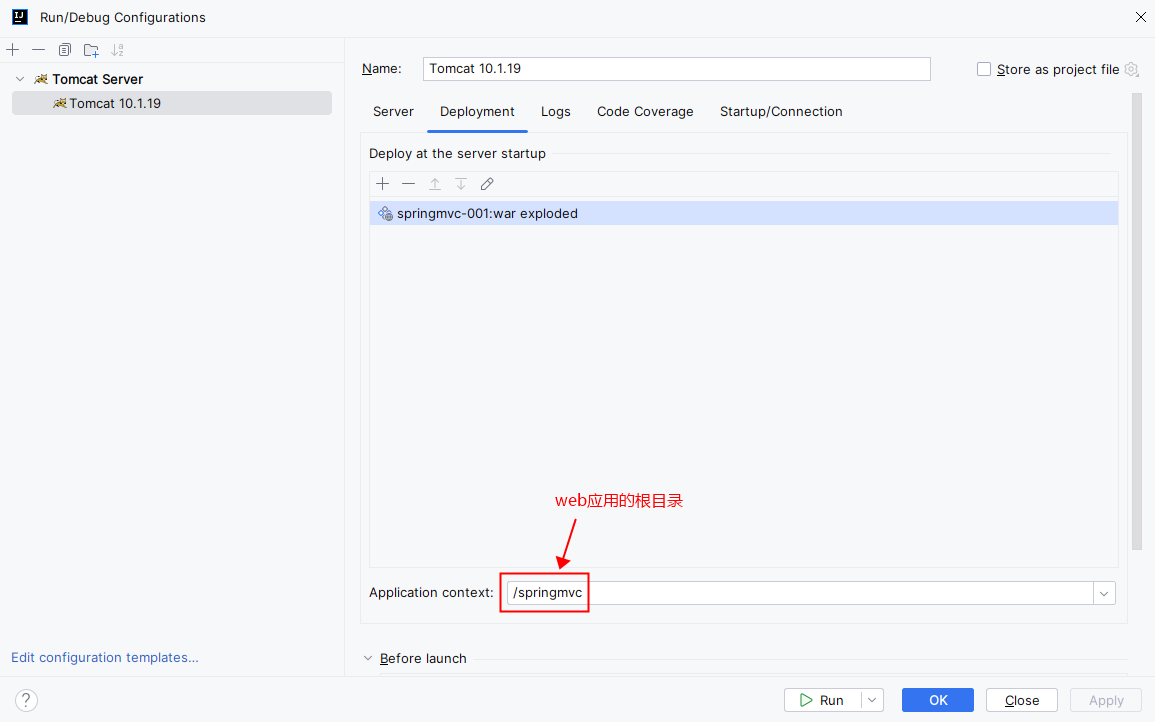 Run/Debug Configurations
Tomcat Server
Tomcat 10.1.19
Name: Tomcat 10.1.19
Store as project file
Server Deployment Logs Code Coverage Startup/Connection
Deploy at the server startup
springmvc-001:war exploded
web应用的根目录
Application context: /springmvc
Before launch
Edit configuration templates...
? Run OK Close Apply